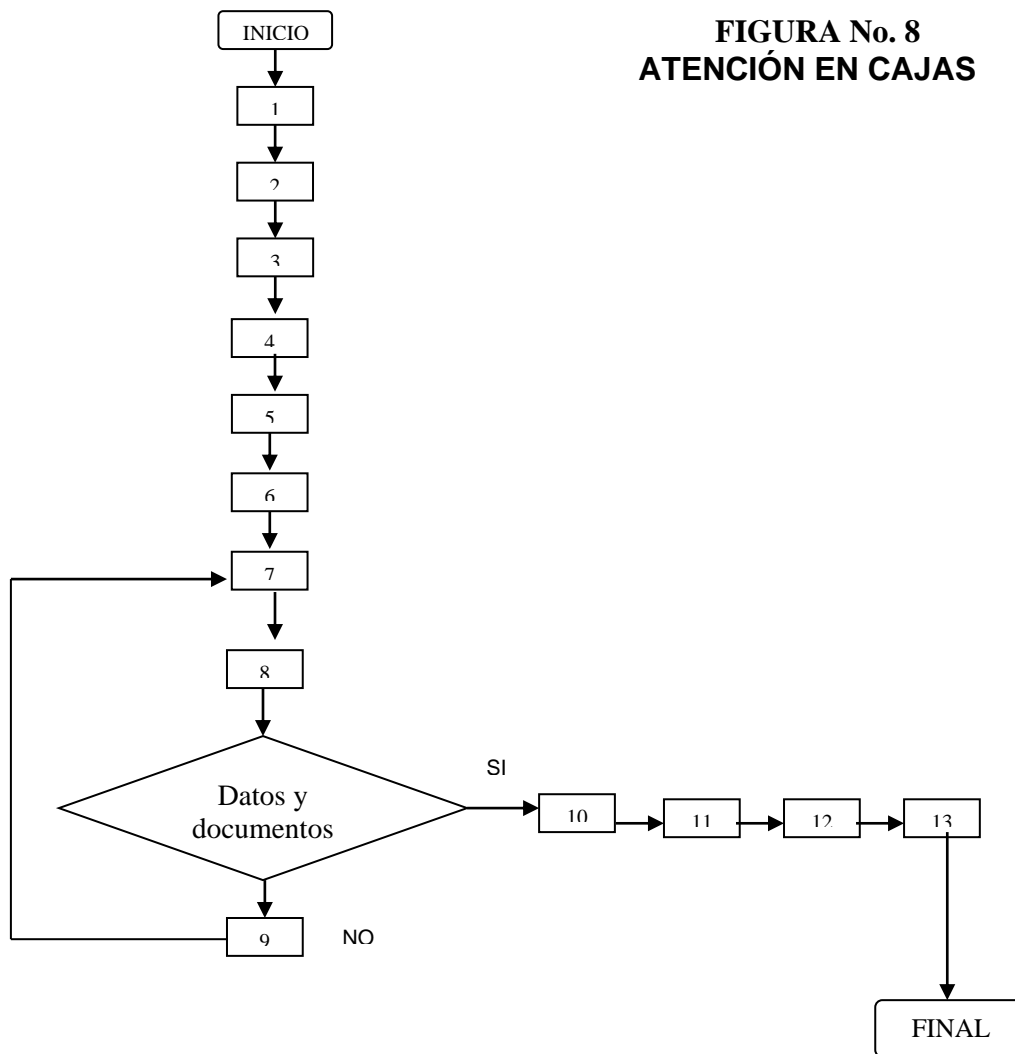 FIGURA No. 8
ATENCIÓN EN CAJAS
INICIO
1
2
3
4
5
6
7
8
Datos y
documentos
SI
10
11
12
13
9
NO
FINAL